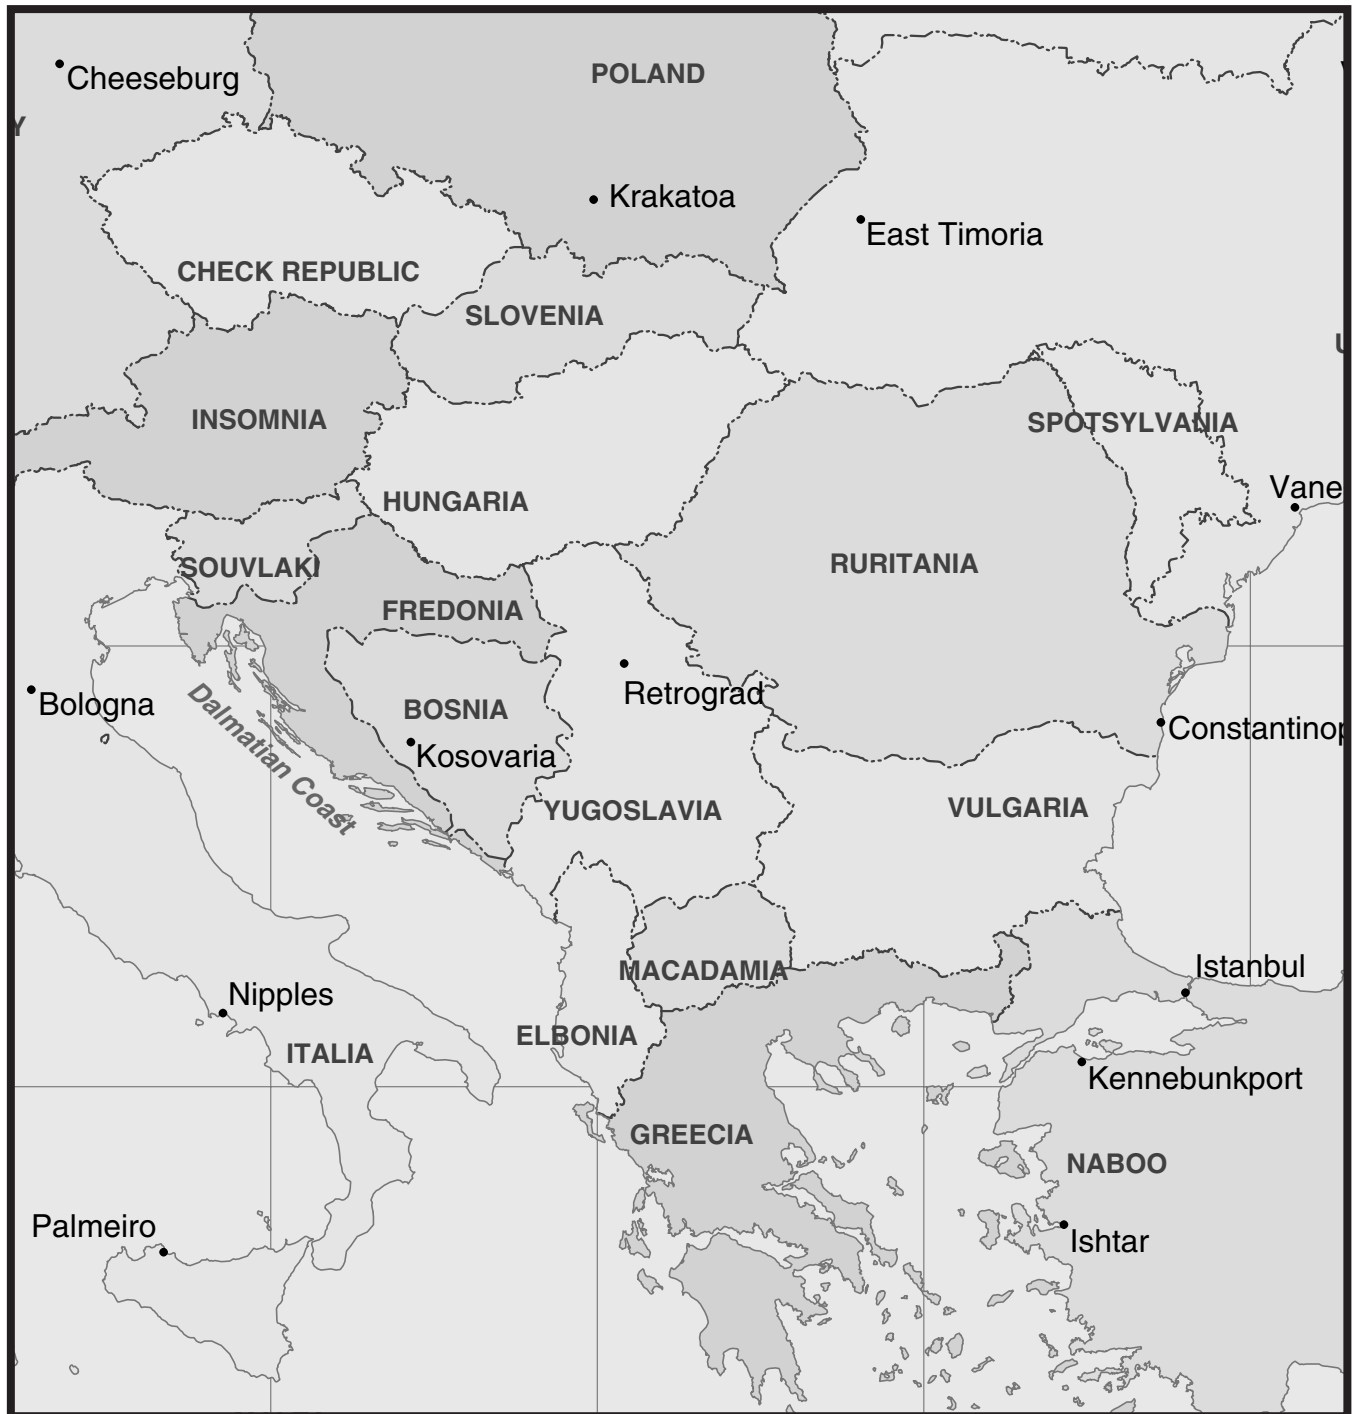 POLAND
Cheeseburg
Y
Krakatoa
East Timoria
CHECK REPUBLIC
SLOVENIA
U
INSOMNIA
SPOTSYLVANIA
HUNGARIA
Vane
RURITANIA
SOUVLAKI
FREDONIA
Retrograd
Bologna
BOSNIA
Dalmatian Coast
Constantinop
Kosovaria
YUGOSLAVIA
VULGARIA
Istanbul
MACADAMIA
Nipples
ELBONIA
ITALIA
Kennebunkport
GREECIA
NABOO
Palmeiro
Ishtar